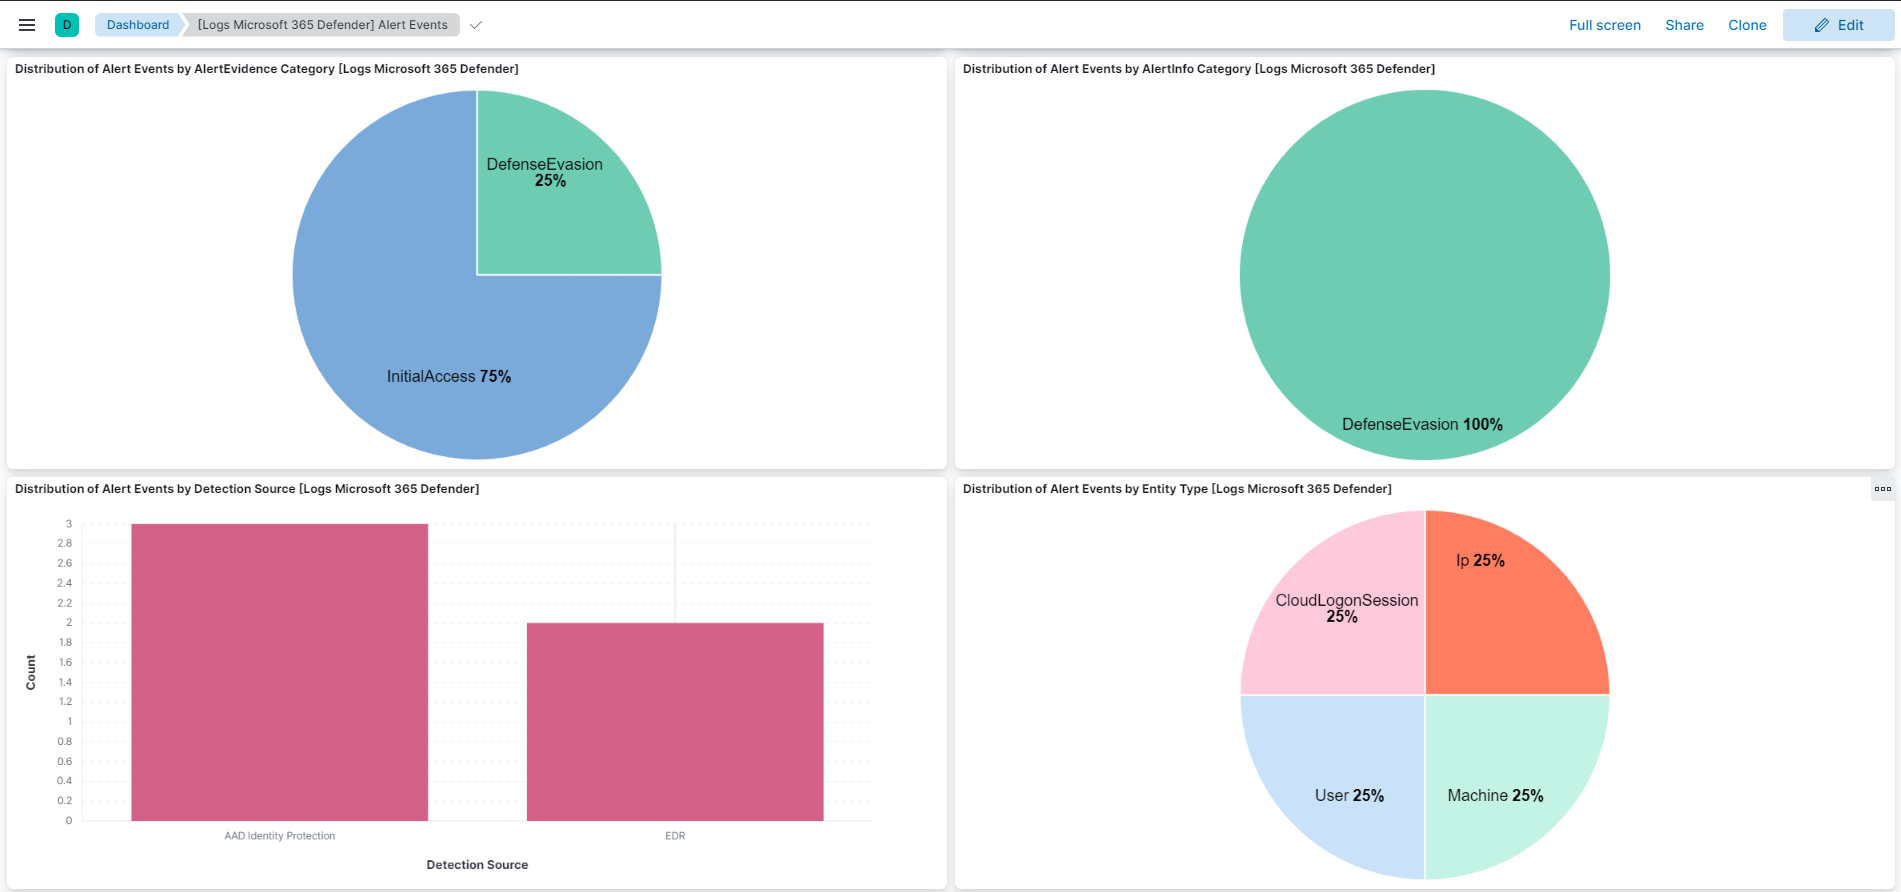 D
Dashboard
[Logs Microsoft 365 Defender] Alert Events
Full screen
Share
Clone
Edit
Distribution of Alert Events by AlertEvidence Category [Logs Microsoft 365 Defender]
DefenseEvasion
25%
InitialAccess 75%
Distribution of Alert Events by AlertInfo Category [Logs Microsoft 365 Defender]
DefenseEvasion 100%
Distribution of Alert Events by Detection Source [Logs Microsoft 365 Defender]
3
2.8
2.6
2.4
2.2
2
1.8
1.6
1.4
1.2
1
0.8
0.6
0.4
0.2
0
Count
AAD Identity Protection
EDR
Detection Source
Distribution of Alert Events by Entity Type [Logs Microsoft 365 Defender]
Ip 25%
CloudLogonSession
25%
User 25%
Machine 25%